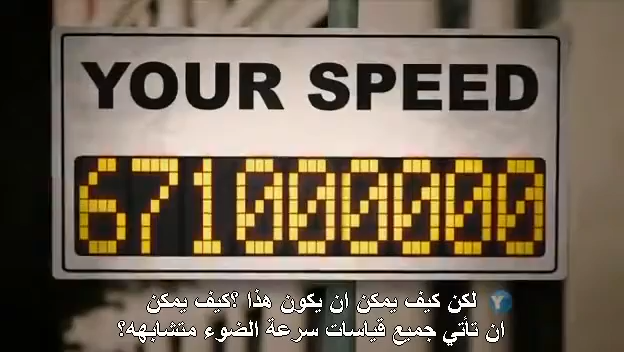 YOUR SPEED
671000000
لكن كيف يمكن ان يكون هذا ؟كيف يمكن
ان تأتي جميع قياسات سرعة الضوء متشابهه؟